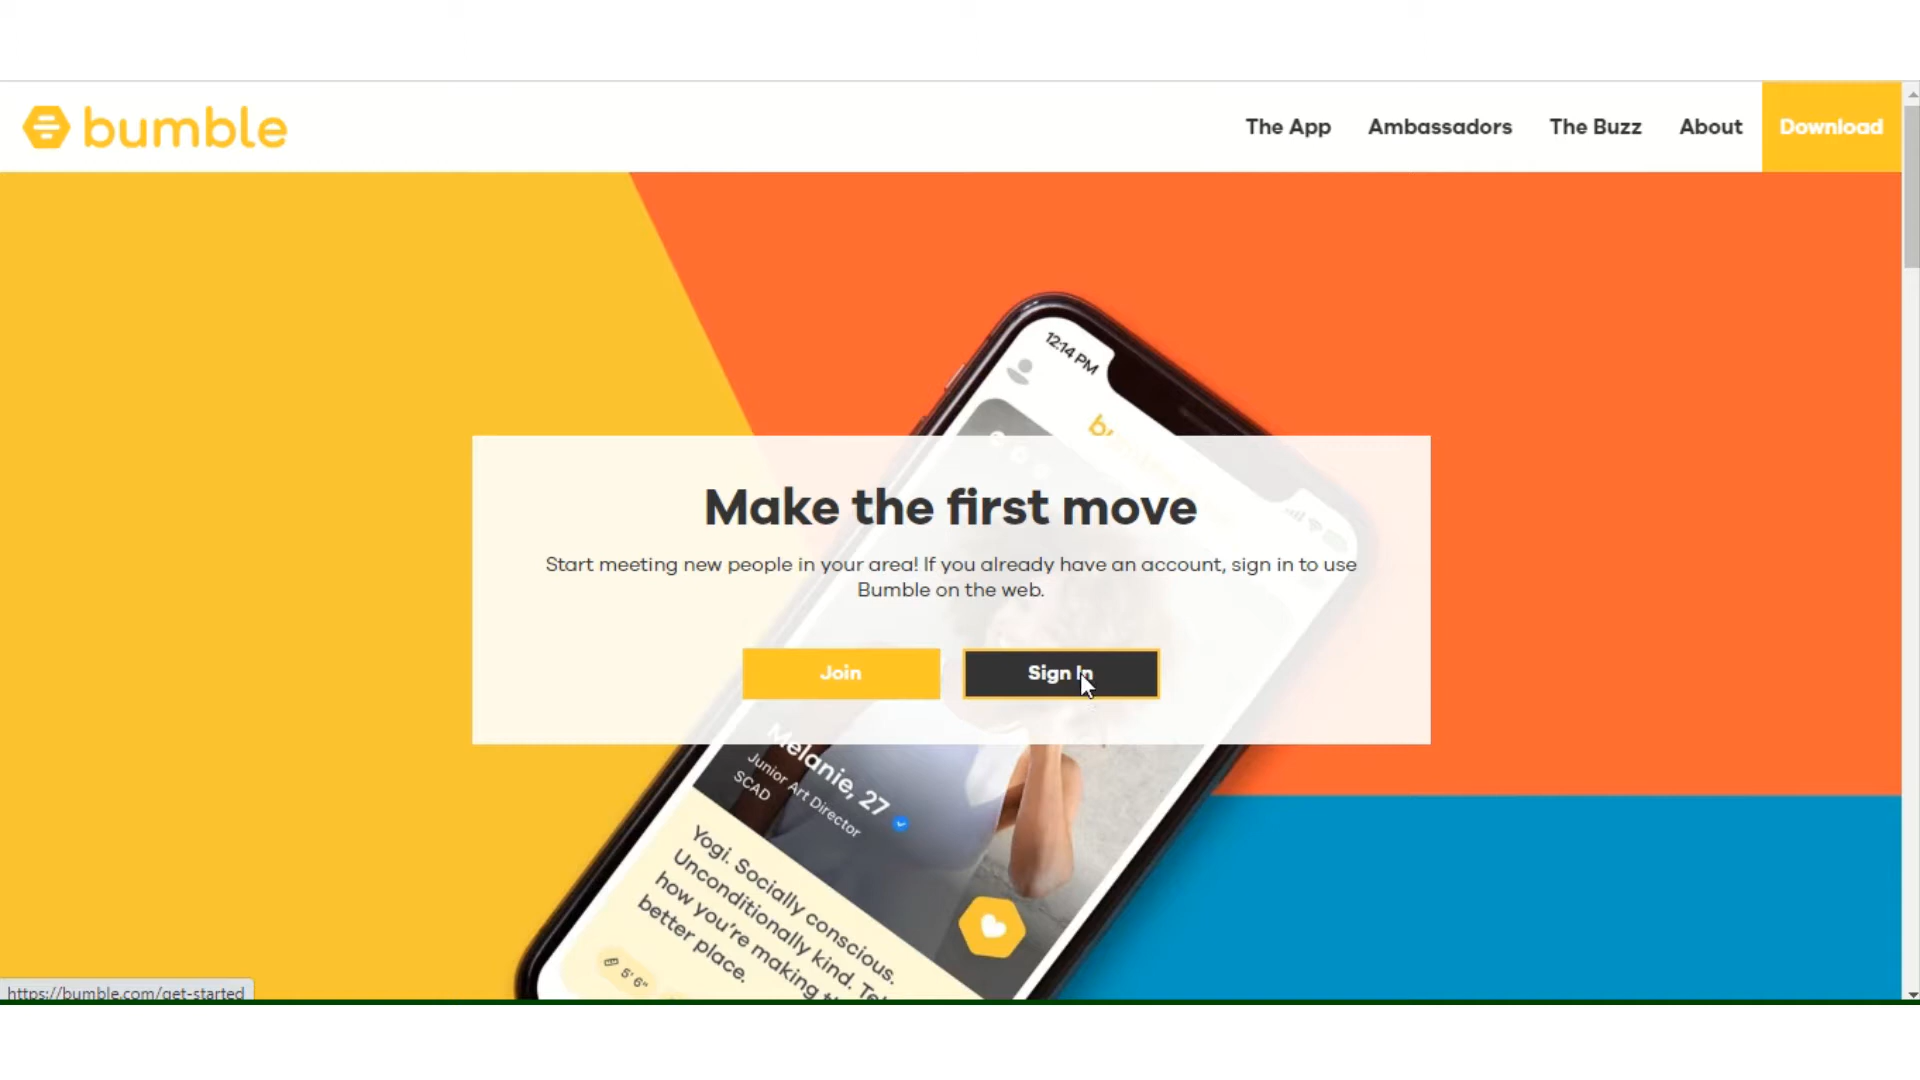 bumble
The App Ambassadors The Buzz About Download
12:14 PM
Make the first move
Start meeting new people in your area! If you already have an account, sign in to use
Bumble on the web.
Join Sign In
Melanie, 27
Junior Art Director
SCAD
Yogi. Socially conscious.
Unconditionally kind.
how you're making
better place.
5' 6"
https://bumble.com/get-started